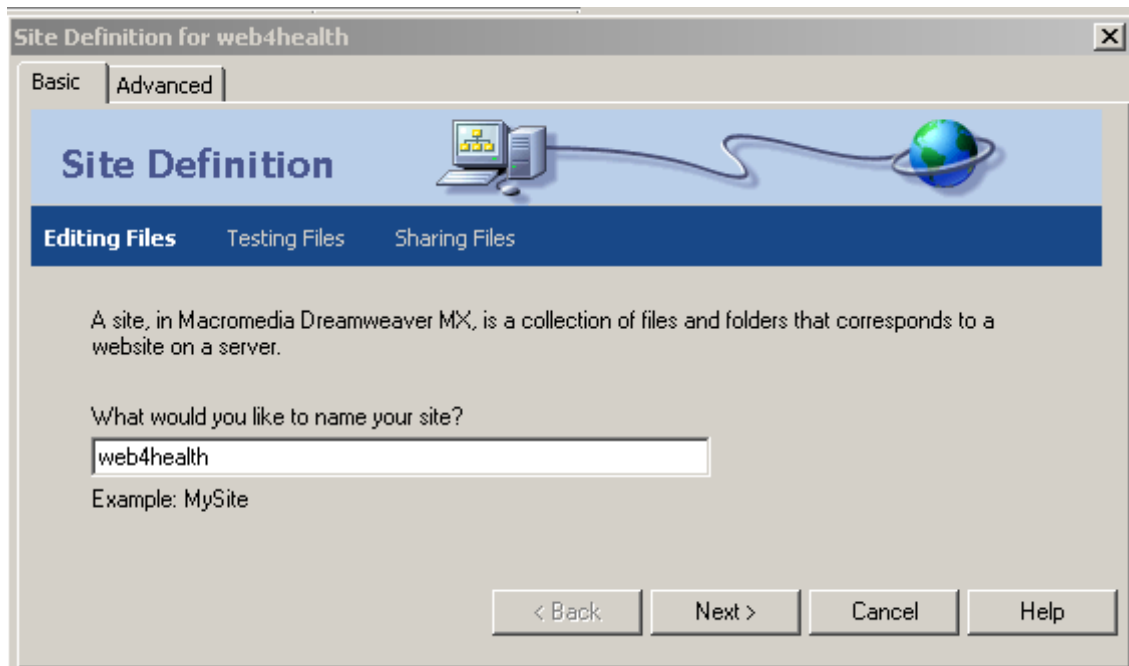 Site Definition for web4health
Basic
Advanced
Site Definition
Editing Files
Testing Files
Sharing Files
A site, in Macromedia Dreamweaver MX, is a collection of files and folders that corresponds to a
website on a server.
What would you like to name your site?
web4health
Example: MySite
< Back
Next >
Cancel
Help